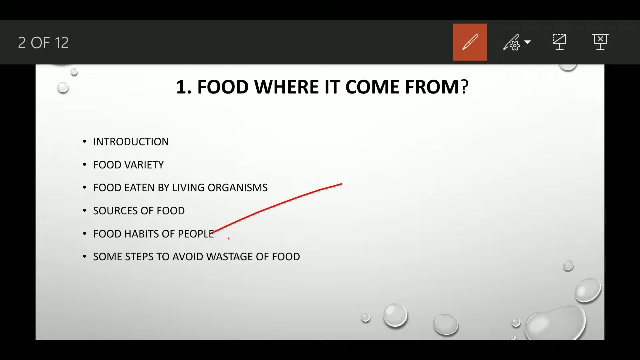 2 OF 12
1. FOOD WHERE IT COME FROM?
• INTRODUCTION
• FOOD VARIETY
• FOOD EATEN BY LIVING ORGANISMS
• SOURCES OF FOOD
• FOOD HABITS OF PEOPLE
• SOME STEPS TO AVOID WASTAGE OF FOOD